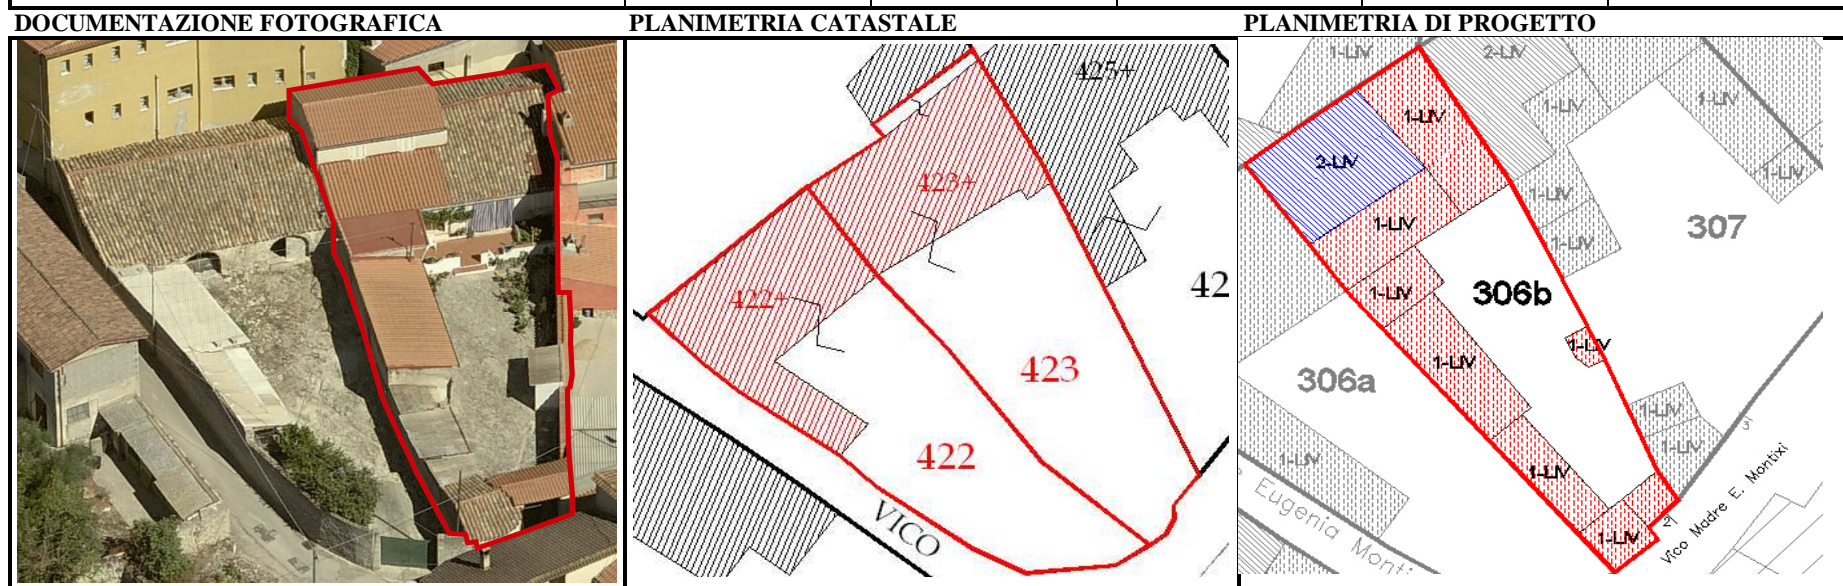 DOCUMENTAZIONE FOTOGRAFICA
PLANIMETRIA CATASTALE
PLANIMETRIA DI PROGETTO
425+
423+
422+
42
423
422
VICO
1-LIV
2-LIV
1-LIV
1-LIV
1-LIV
2-LIV
1-LIV
1-LIV
1-LIV
307
1-LIV
1-LIV
306b
1-LIV
1-LIV
306a
1-LIV
3
1-LIV
1-LIV
1-LIV
2
1-LIV
Eugenia Monti
Vico Madre E. Montixi